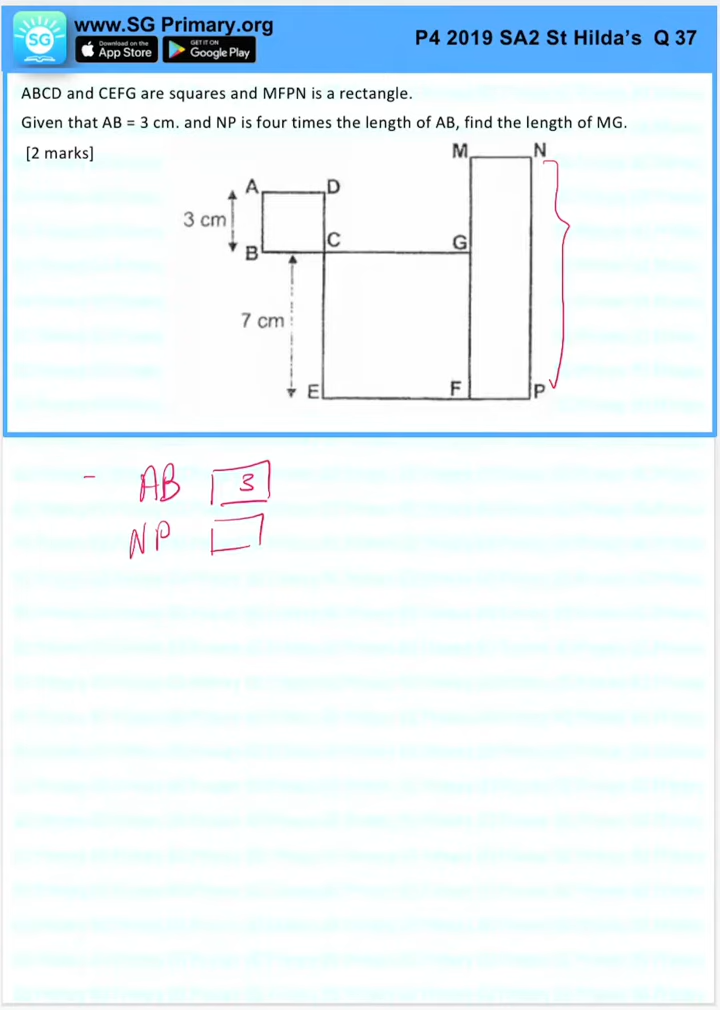 www.SG Primary.org
SG
Download on the
App Store
GET IT ON
Google Play
P4 2019 SA2 St Hilda's Q 37
ABCD and CEFG are squares and MFPN is a rectangle.
Given that AB = 3 cm. and NP is four times the length of AB, find the length of MG.
[2 marks]
M N
A D
3 cm
B C G
7 cm
E F P
- AB 3
NP